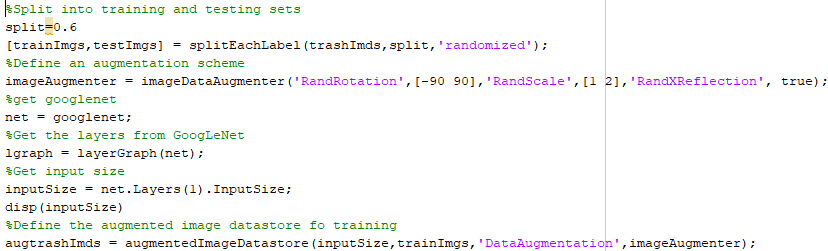 %Split into training and testing sets
split=0.6
[trainImgs,testImgs] = splitEachLabel(trashImds,split,'randomized');
%Define an augmentation scheme
imageAugmenter = imageDataAugmenter('RandRotation',[-90 90],'RandScale',[1 2],'RandXReflection', true);
%get googlenet
net = googlenet;
%Get the layers from GoogLeNet
lgraph = layerGraph(net);
%Get input size
inputSize = net.Layers(1).InputSize;
disp(inputSize)
%Define the augmented image datastore fo training
augtrashImds = augmentedImageDatastore(inputSize,trainImgs,'DataAugmentation',imageAugmenter);